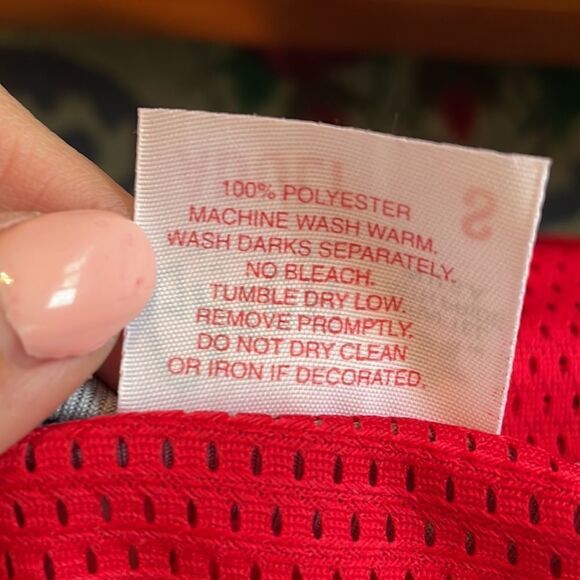 100% POLYESTER
MACHINE WASH WARM.
WASH DARKS SEPARATELY.
NO BLEACH.
TUMBLE DRY LOW.
REMOVE PROMPTLY.
DO NOT DRY CLEAN
OR IRON IF DECORATED.